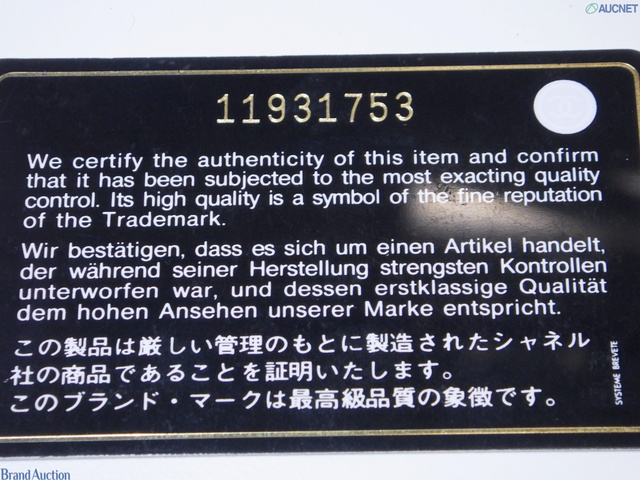 AUCNET
11931753
We certify the authenticity of this item and confirm
that it has been subjected to the most exacting quality
control. Its high quality is a symbol of the fine reputation
of the Trademark.
Wir bestätigen, dass es sich um einen Artikel handelt,
der während seiner Herstellung strengsten Kontrollen
unterworfen war, und dessen erstklassige Qualität
dem hohen Ansehen unserer Marke entspricht.
この製品は厳しい管理のもとに製造されたシャネル
社の商品であることを証明いたします。
このブランド・マークは最高級品質の象徴です。
SYSTEME BREVETE
Brand Auction